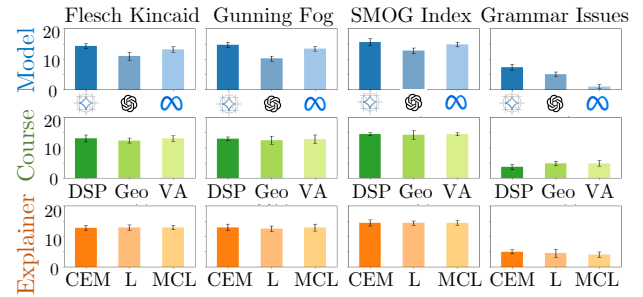 Flesch Kincaid Gunning Fog SMOG Index Grammar Issues
Model
20
10
0
Course
20
10
0
DSP Geo VA DSP Geo VA DSP Geo VA DSP Geo VA
Explainer
20
10
0
CEM L MCL CEM L MCL CEM L MCL CEM L MCL